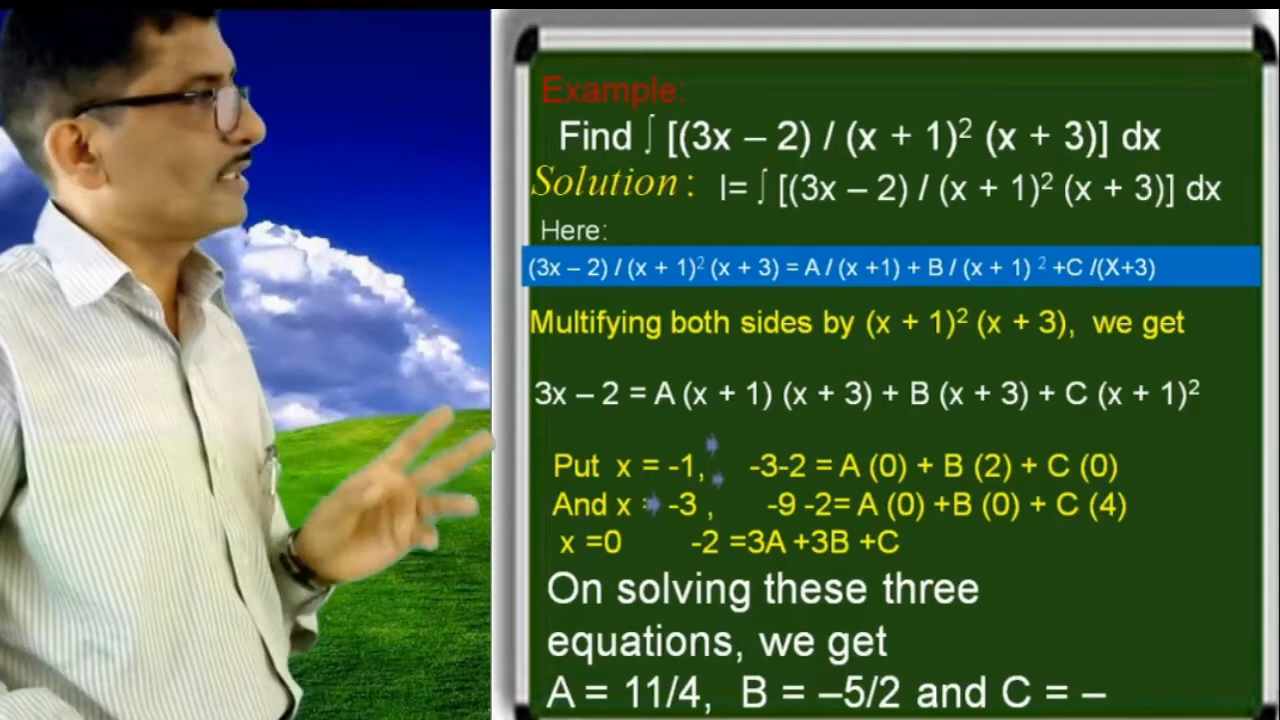 Example:
Find ∫ [(3x – 2) / (x + 1)² (x + 3)] dx
Solution : I= ∫ [(3x – 2) / (x + 1)² (x + 3)] dx
Here:
(3x – 2) / (x + 1)² (x + 3) = A / (x +1) + B / (x + 1) ² +C /(X+3)
Multifying both sides by (x + 1)² (x + 3), we get
3x – 2 = A (x + 1) (x + 3) + B (x + 3) + C (x + 1)²
Put x = -1, -3-2 = A (0) + B (2) + C (0)
And x = -3 , -9 -2= A (0) +B (0) + C (4)
x =0 -2 =3A +3B +C
On solving these three
equations, we get
A = 11/4, B = –5/2 and C = –